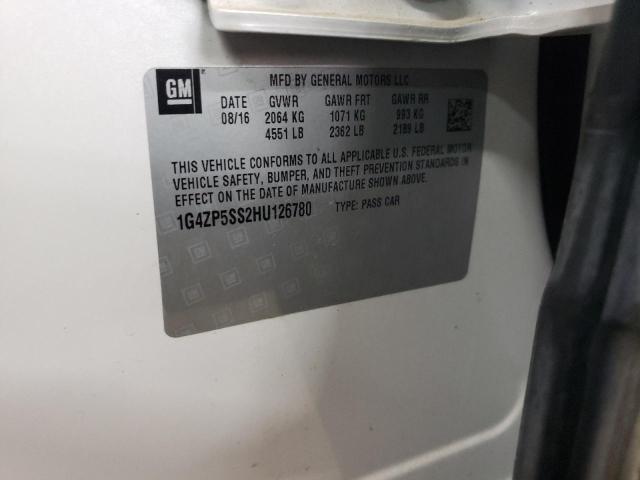 GM
MFD BY GENERAL MOTORS LLC
DATE GVWR GAWR FRT GAWR RR
08/16 2064 KG 1071 KG 993 KG
4551 LB 2362 LB 2189 LB
THIS VEHICLE CONFORMS TO ALL APPLICABLE U.S. FEDERAL MOTOR
VEHICLE SAFETY, BUMPER, AND THEFT PREVENTION STANDARDS IN
EFFECT ON THE DATE OF MANUFACTURE SHOWN ABOVE.
1G4ZP5SS2HU126780 TYPE: PASS CAR